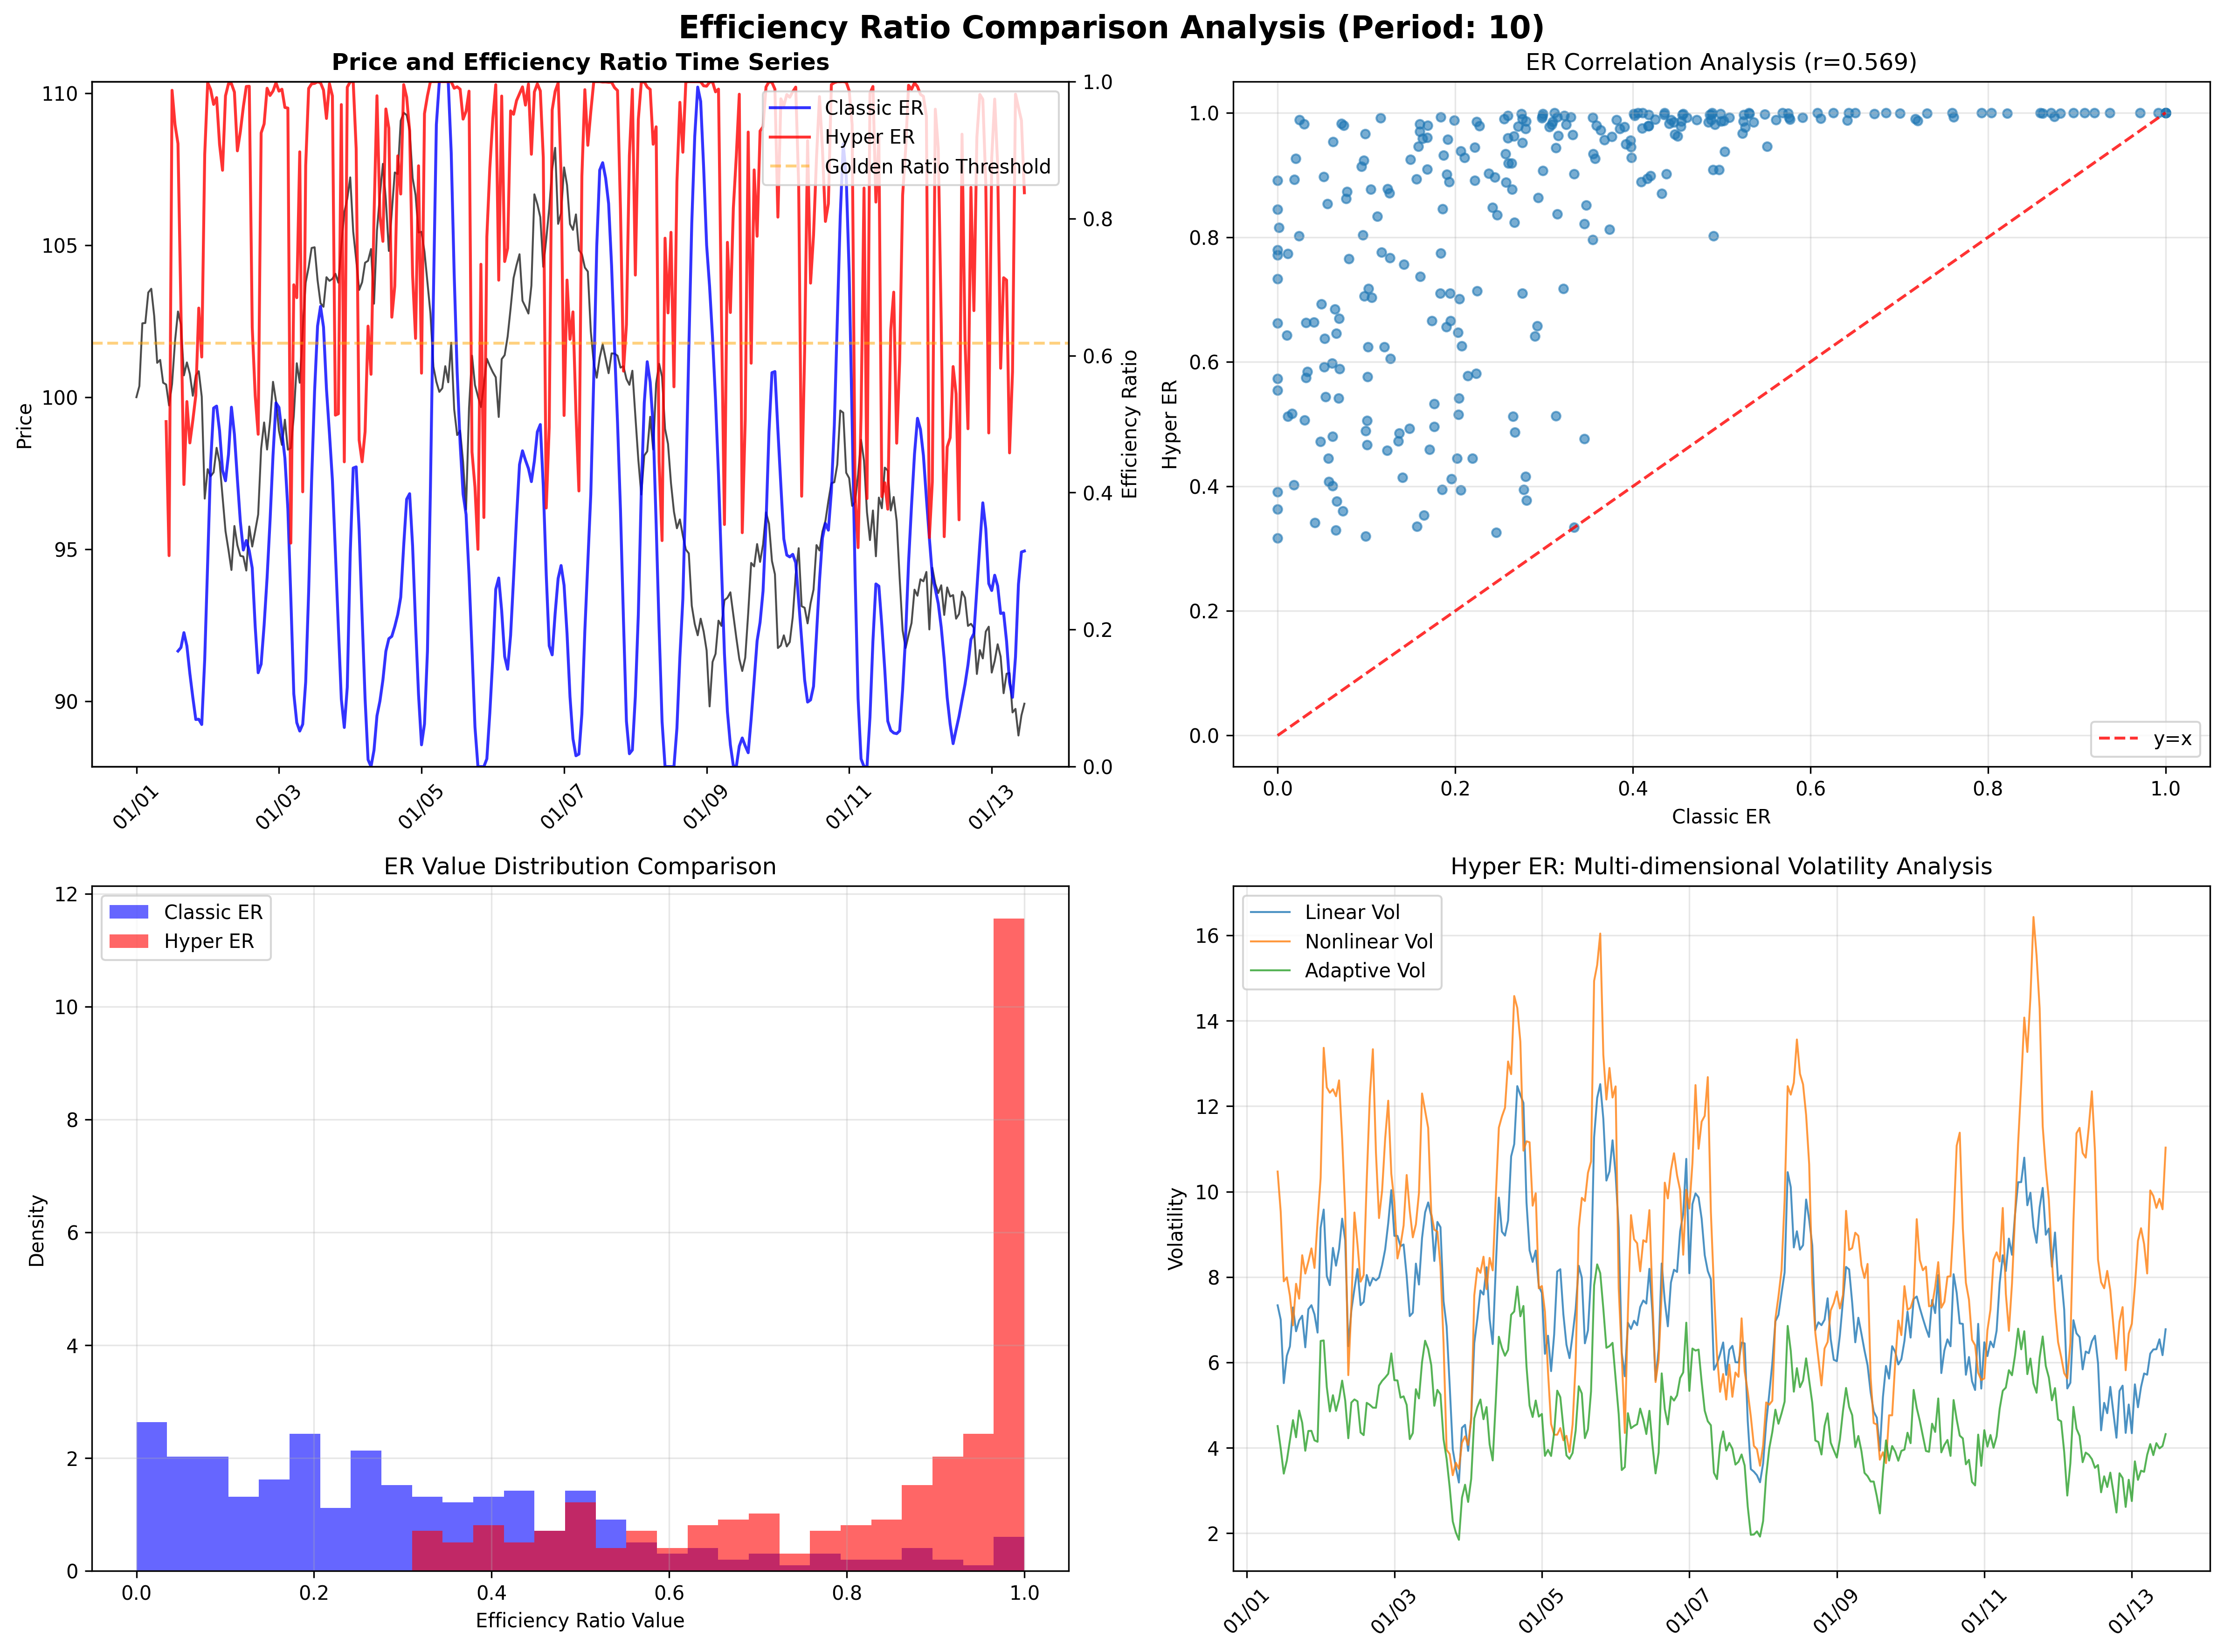 Efficiency Ratio Comparison Analysis (Period: 10)
Price and Efficiency Ratio Time Series
Price
110
105
100
95
90
Classic ER
Hyper ER
Golden Ratio Threshold
1.0
0.8
0.6
0.4
0.2
0.0
Efficiency Ratio
01/01
01/03
01/05
01/07
01/09
01/11
01/13
ER Correlation Analysis (r=0.569)
Hyper ER
1.0
0.8
0.6
0.4
0.2
0.0
y=x
0.0
0.2
0.4
0.6
0.8
1.0
Classic ER
ER Value Distribution Comparison
Density
12
10
8
6
4
2
0
Classic ER
Hyper ER
0.0
0.2
0.4
0.6
0.8
1.0
Efficiency Ratio Value
Hyper ER: Multi-dimensional Volatility Analysis
Volatility
16
14
12
10
8
6
4
2
Linear Vol
Nonlinear Vol
Adaptive Vol
01/01
01/03
01/05
01/07
01/09
01/11
01/13